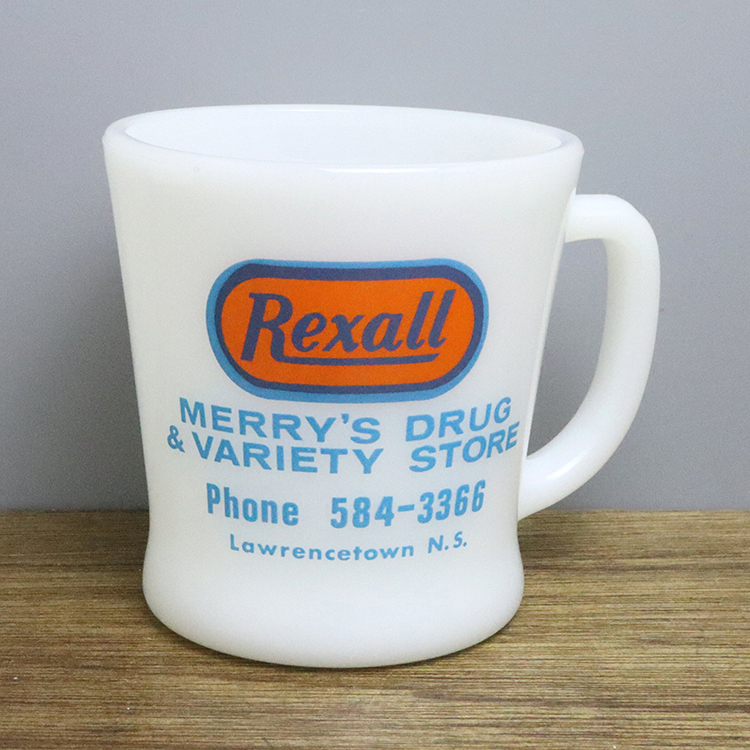 Rexall
MERRY'S DRUG
& VARIETY STORE
Phone 584-3366
Lawrencetown N.S.